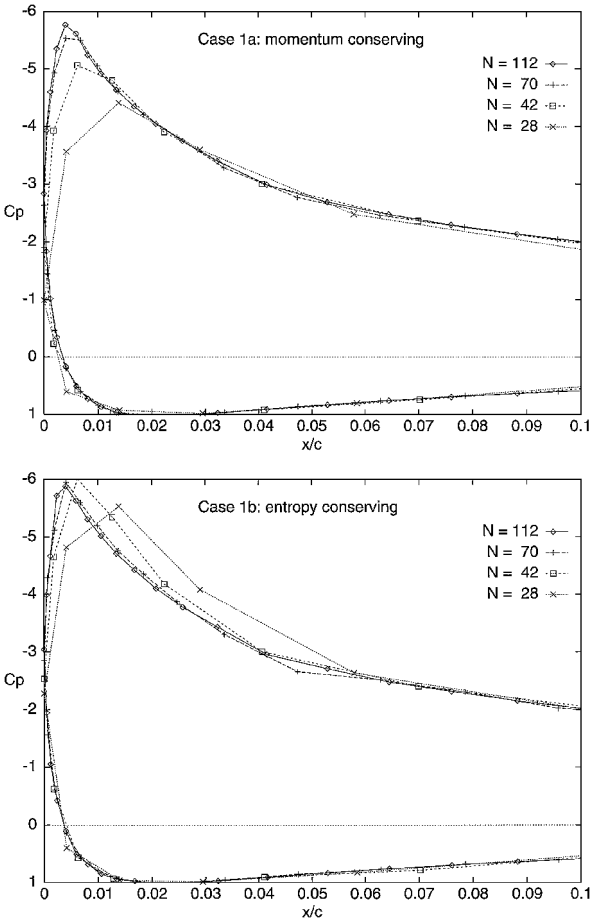 -6
Case 1a: momentum conserving
N = 112
N = 70
N = 42
N = 28
-5
-4
-3
Cp
-2
-1
0
1
0 0.01 0.02 0.03 0.04 0.05 0.06 0.07 0.08 0.09 0.1
x/c
-6
Case 1b: entropy conserving
N = 112
N = 70
N = 42
N = 28
-5
-4
-3
Cp
-2
-1
0
1
0 0.01 0.02 0.03 0.04 0.05 0.06 0.07 0.08 0.09 0.1
x/c